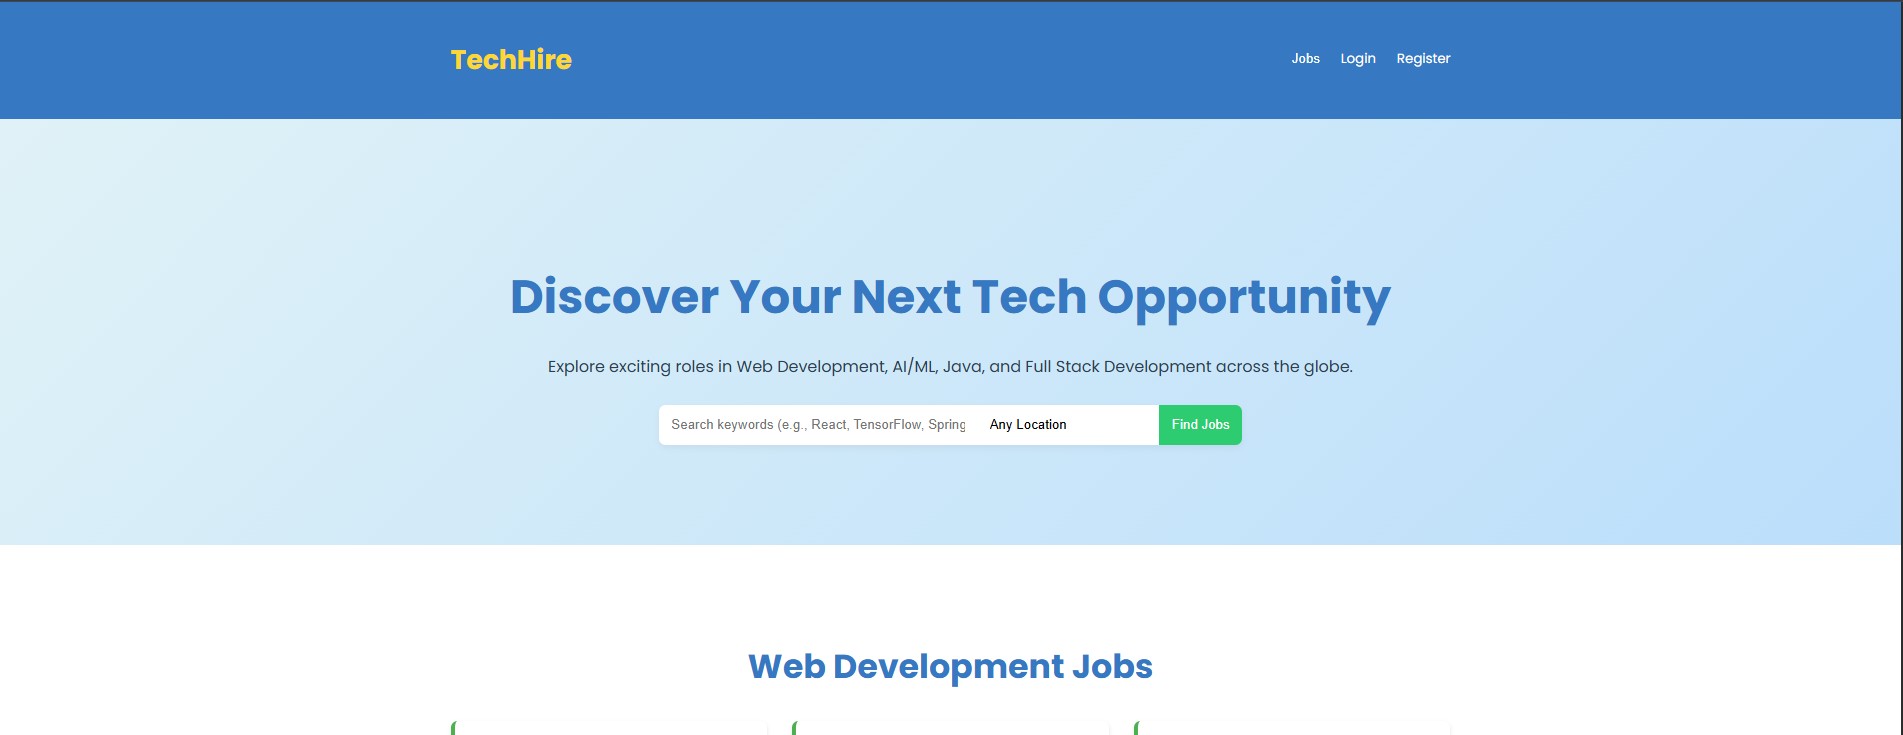 TechHire
Jobs Login Register
Discover Your Next Tech Opportunity
Explore exciting roles in Web Development, AI/ML, Java, and Full Stack Development across the globe.
Search keywords (e.g., React, TensorFlow, Spring Any Location Find Jobs
Web Development Jobs